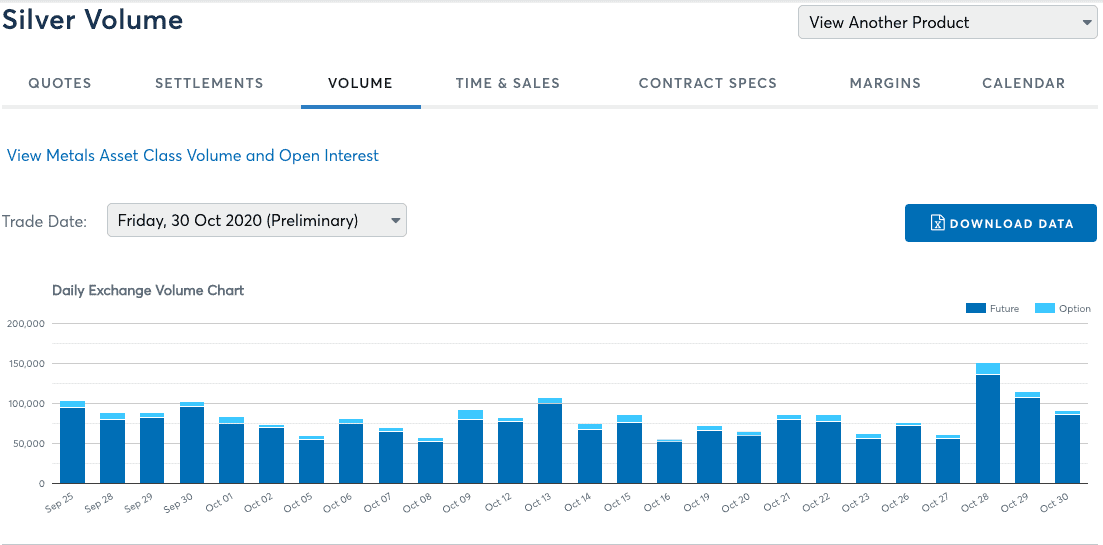 Silver Volume
View Another Product
QUOTES SETTLEMENTS VOLUME TIME & SALES CONTRACT SPECS MARGINS CALENDAR
View Metals Asset Class Volume and Open Interest
Trade Date: Friday, 30 Oct 2020 (Preliminary) DOWNLOAD DATA
Daily Exchange Volume Chart
Future Option
200,000
150,000
100,000
50,000
0
Sep 25 Sep 28 Sep 29 Sep 30 Oct 01 Oct 02 Oct 05 Oct 06 Oct 07 Oct 08 Oct 09 Oct 12 Oct 13 Oct 14 Oct 15 Oct 16 Oct 19 Oct 20 Oct 21 Oct 22 Oct 23 Oct 26 Oct 27 Oct 28 Oct 29 Oct 30